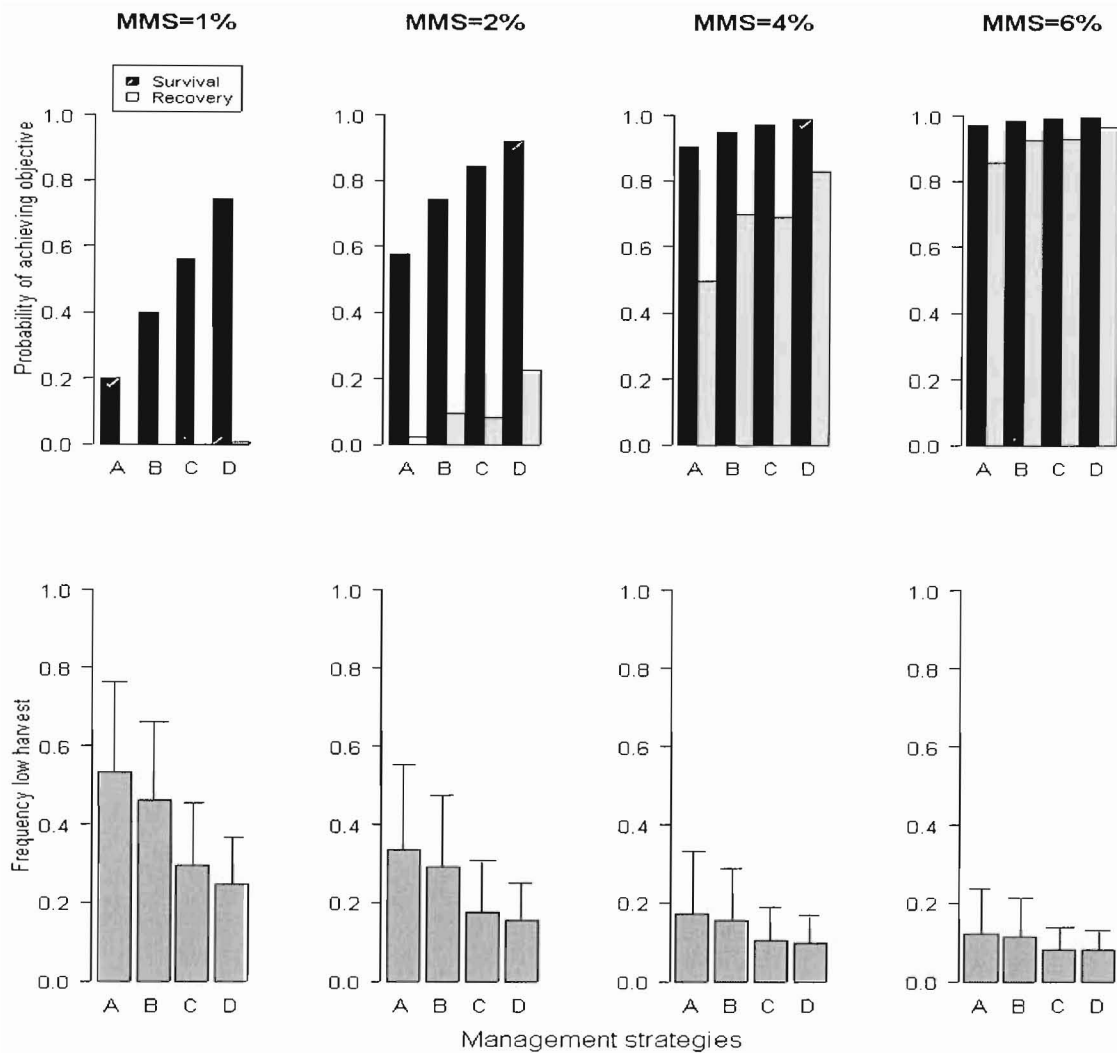 MMS=1% MMS=2% MMS=4% MMS=6%
Survival
Recovery
Probability of achieving objective
1.0 1.0 1.0 1.0
0.8 0.8 0.8 0.8
0.6 0.6 0.6 0.6
0.4 0.4 0.4 0.4
0.2 0.2 0.2 0.2
0.0 0.0 0.0 0.0
A B C D A B C D A B C D A B C D
Frequency low harvest
1.0 1.0 1.0 1.0
0.8 0.8 0.8 0.8
0.6 0.6 0.6 0.6
0.4 0.4 0.4 0.4
0.2 0.2 0.2 0.2
0.0 0.0 0.0 0.0
A B C D A B C D A B C D A B C D
Management strategies